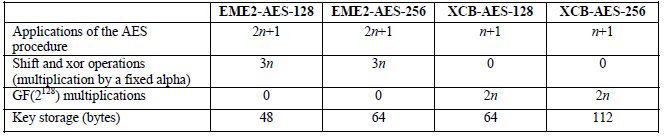 EME2-AES-128 EME2-AES-256 XCB-AES-128 XCB-AES-256
Applications of the AES procedure 2n+1 2n+1 n+1 n+1
Shift and xor operations (multiplication by a fixed alpha) 3n 3n 0 0
GF(2^128) multiplications 0 0 2n 2n
Key storage (bytes) 48 64 64 112